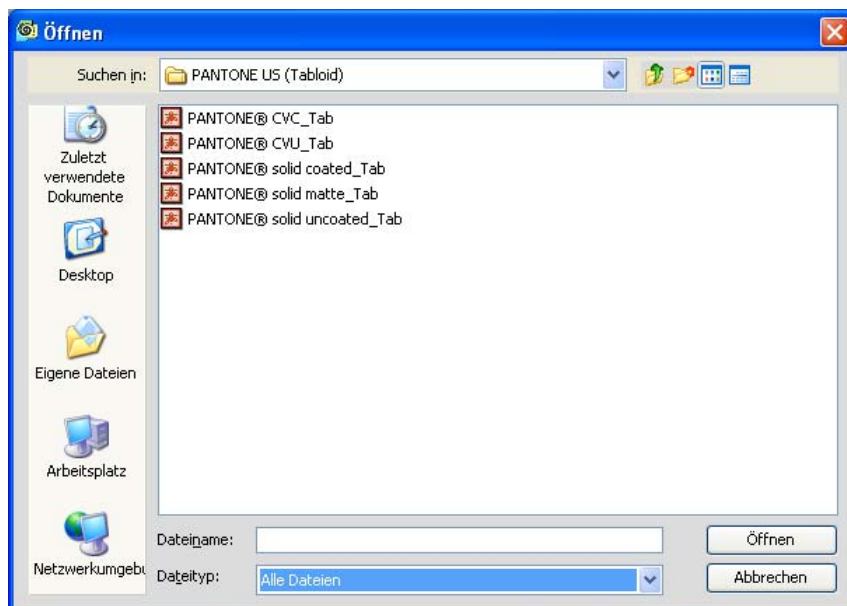 Öffnen
Suchen in:
PANTONE US (Tabloid)
Zuletzt
verwendete
Dokumente
Desktop
Eigene Dateien
Arbeitsplatz
Netzwerkumgebu
PANTONE® CVC_Tab
PANTONE® CVU_Tab
PANTONE® solid coated_Tab
PANTONE® solid matte_Tab
PANTONE® solid uncoated_Tab
Dateiname:
Öffnen
Dateityp:
Alle Dateien
Abbrechen